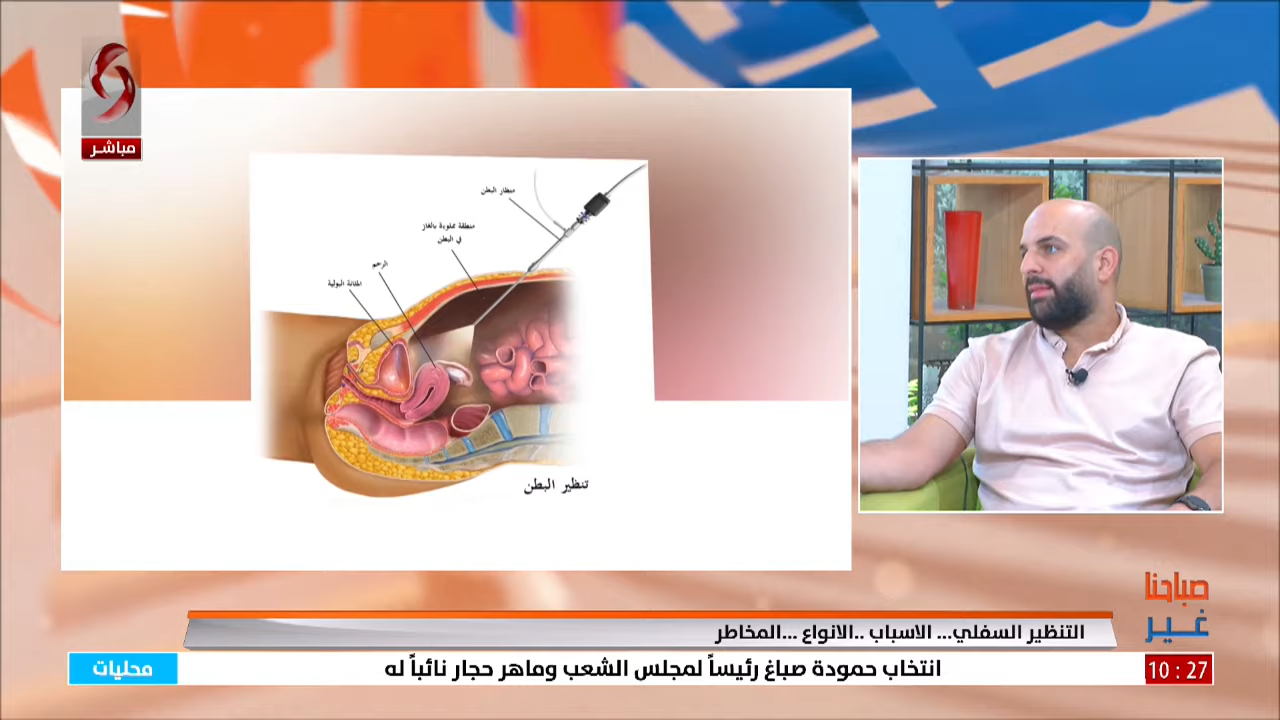 مباشر
منظار البطن
منطقة مملوءة بالغاز
في البطن
الرحم
المثانة البولية
تنظير البطن
صباحنا
غير
التنظير السفلي... الاسباب ..الانواع ...المخاطر
محليات
انتخاب حمودة صباغ رئيساً لمجلس الشعب وماهر حجار نائباً له
10 : 27